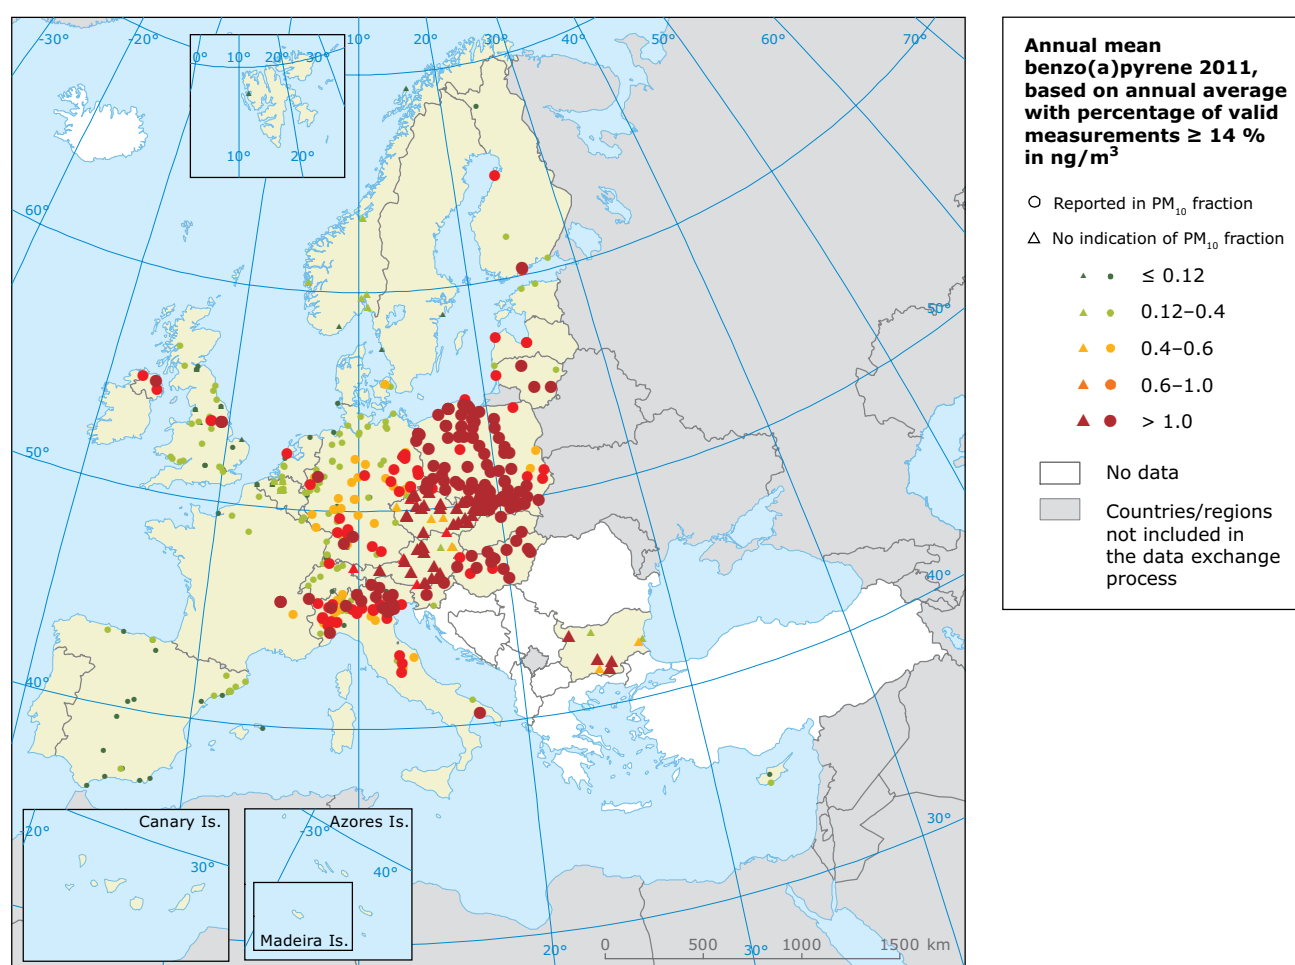 -30° -20° 10° 20° 30° 40° 50° 60° 70°
0° 10° 20° 30°
10° 20°
60°
50°
50°
40°
40°
30°
Canary Is.
-20°
30°
Azores Is.
-30°
40°
Madeira Is.
20° 30°
0 500 1000 1500 km
Annual mean
benzo(a)pyrene 2011,
based on annual average
with percentage of valid
measurements ≥ 14 %
in ng/m³
Reported in PM₁₀ fraction
No indication of PM₁₀ fraction
≤ 0.12
0.12–0.4
0.4–0.6
0.6–1.0
> 1.0
No data
Countries/regions
not included in
the data exchange
process